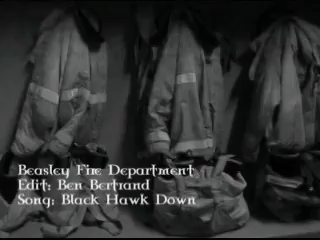 Beasley Fire Department
Edit: Ben Bertrand
Song: Black Hawk Down